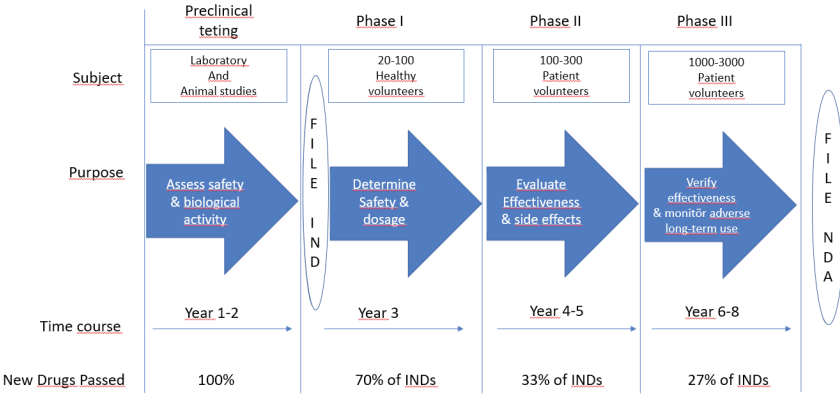 Preclinical
teting
Phase I
Phase II
Phase III
Subject
Laboratory
And
Animal studies
20-100
Healthy
volunteers
100-300
Patient
volunteers
1000-3000
Patient
volunteers
FILE IND
FILE NDA
Purpose
Assess safety
& biological
activity
Determine
Safety &
dosage
Evaluate
Effectiveness
& side effects
Verify
effectiveness
& monitör adverse
long-term use
Time course
Year 1-2
Year 3
Year 4-5
Year 6-8
New Drugs Passed
100%
70% of INDs
33% of INDs
27% of INDs